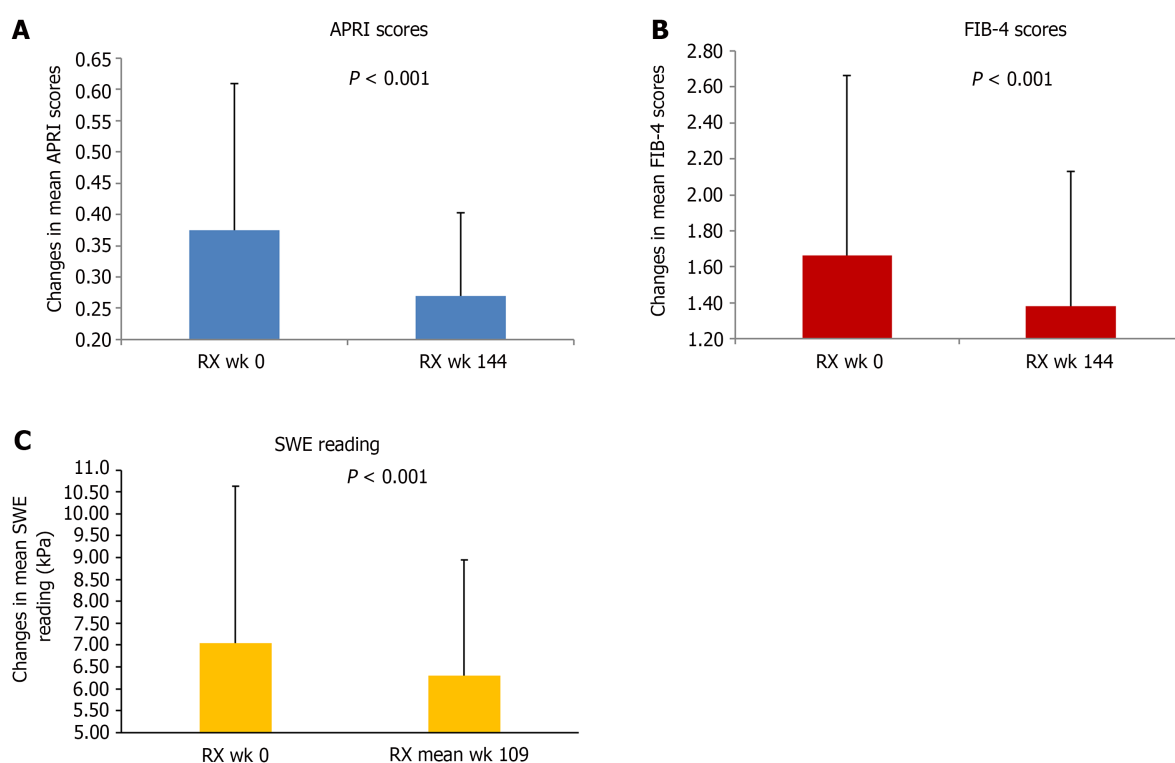 A
APRI scores
P < 0.001
Changes in mean APRI scores
0.65
0.60
0.55
0.50
0.45
0.40
0.35
0.30
0.25
0.20
RX wk 0
RX wk 144
B
FIB-4 scores
P < 0.001
Changes in mean FIB-4 scores
2.80
2.60
2.40
2.20
2.00
1.80
1.60
1.40
1.20
RX wk 0
RX wk 144
C
SWE reading
P < 0.001
Changes in mean SWE
reading (kPa)
11.0
10.50
10.00
9.50
9.00
8.50
8.00
7.50
7.00
6.50
6.00
5.50
5.00
RX wk 0
RX mean wk 109